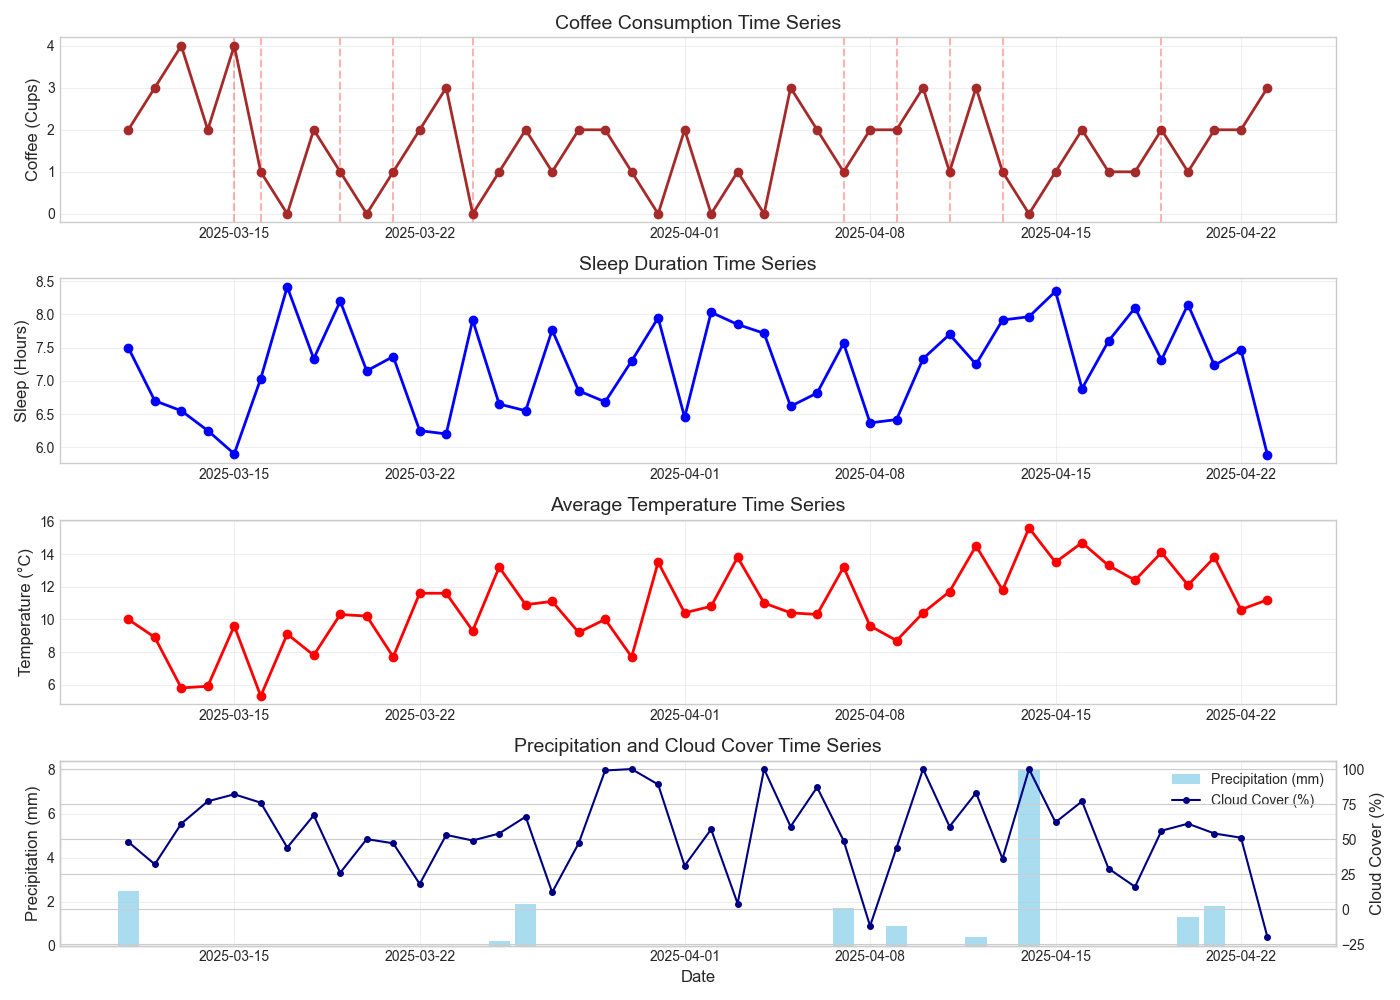 Coffee Consumption Time Series
Coffee (Cups)
4
3
2
1
0
2025-03-15 2025-03-22 2025-04-01 2025-04-08 2025-04-15 2025-04-22
Sleep Duration Time Series
Sleep (Hours)
8.5
8.0
7.5
7.0
6.5
6.0
2025-03-15 2025-03-22 2025-04-01 2025-04-08 2025-04-15 2025-04-22
Average Temperature Time Series
Temperature (°C)
16
14
12
10
8
6
2025-03-15 2025-03-22 2025-04-01 2025-04-08 2025-04-15 2025-04-22
Precipitation and Cloud Cover Time Series
Precipitation (mm)
8
6
4
2
0
Precipitation (mm)
Cloud Cover (%)
100
75
50
25
0
−25
Cloud Cover (%)
2025-03-15 2025-03-22 2025-04-01 2025-04-08 2025-04-15 2025-04-22
Date